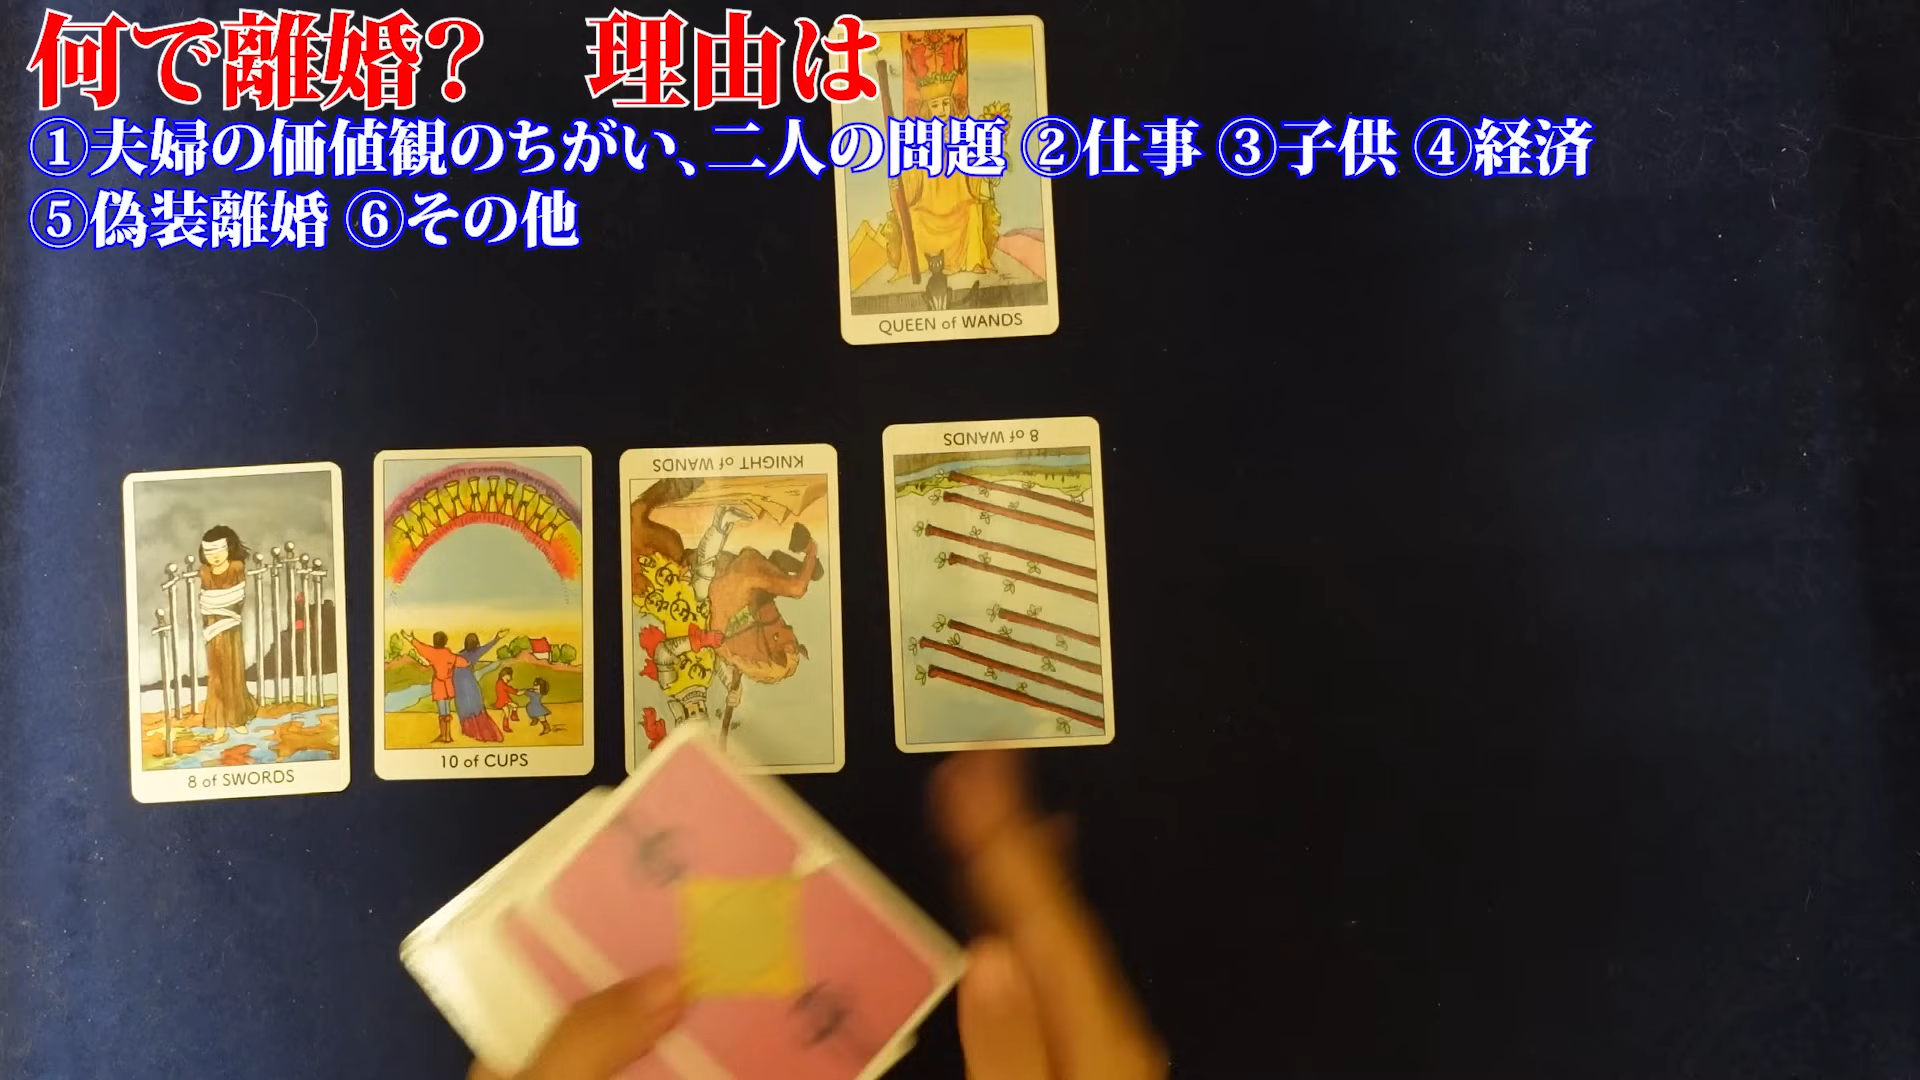 何で離婚？　理由は
①夫婦の価値観のちがい、二人の問題 ②仕事 ③子供 ④経済
⑤偽装離婚 ⑥その他
QUEEN of WANDS
8 of SWORDS
10 of CUPS
KNIGHT of WANDS
8 of WANDS